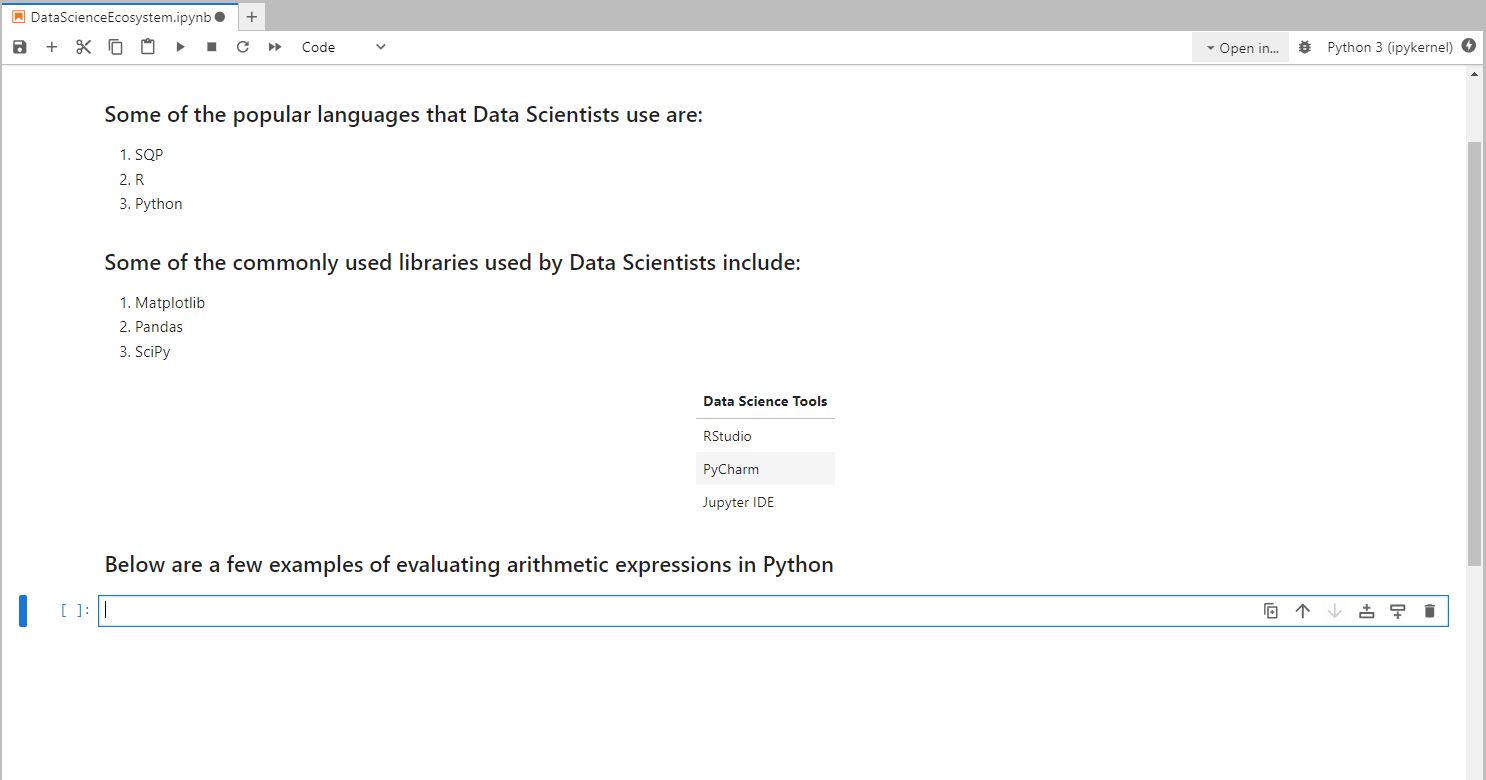 DataScienceEcosystem.ipynb
Code
Open in...
Python 3 (ipykernel)
Some of the popular languages that Data Scientists use are:
1. SQP
2. R
3. Python
Some of the commonly used libraries used by Data Scientists include:
1. Matplotlib
2. Pandas
3. SciPy
Data Science Tools
RStudio
PyCharm
Jupyter IDE
Below are a few examples of evaluating arithmetic expressions in Python
[ ]: